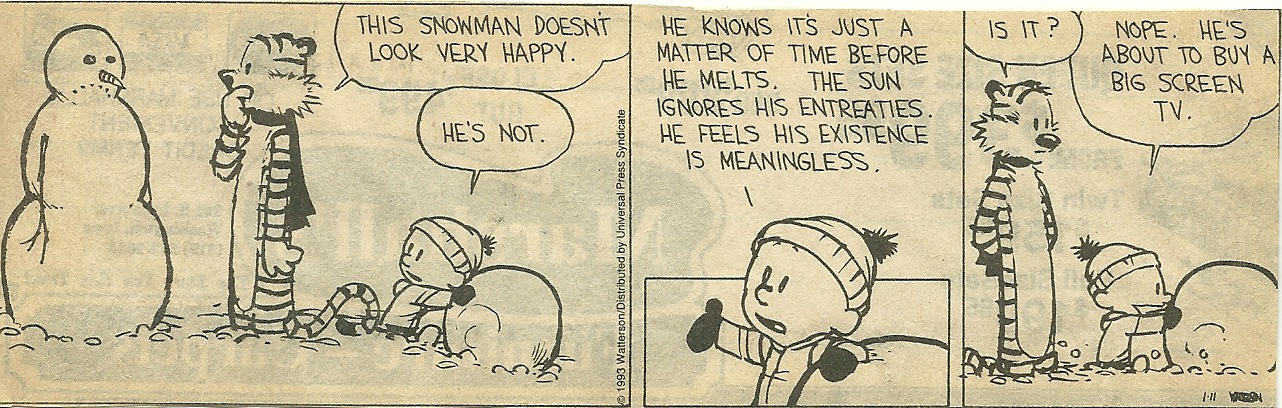 THIS SNOWMAN DOESN'T
LOOK VERY HAPPY.
HE'S NOT.
© 1993 Watterson/Distributed by Universal Press Syndicate
HE KNOWS IT'S JUST A
MATTER OF TIME BEFORE
HE MELTS. THE SUN
IGNORES HIS ENTREATIES.
HE FEELS HIS EXISTENCE
IS MEANINGLESS.
IS IT?
NOPE. HE'S
ABOUT TO BUY A
BIG SCREEN
TV.
1-11 WATTERSON